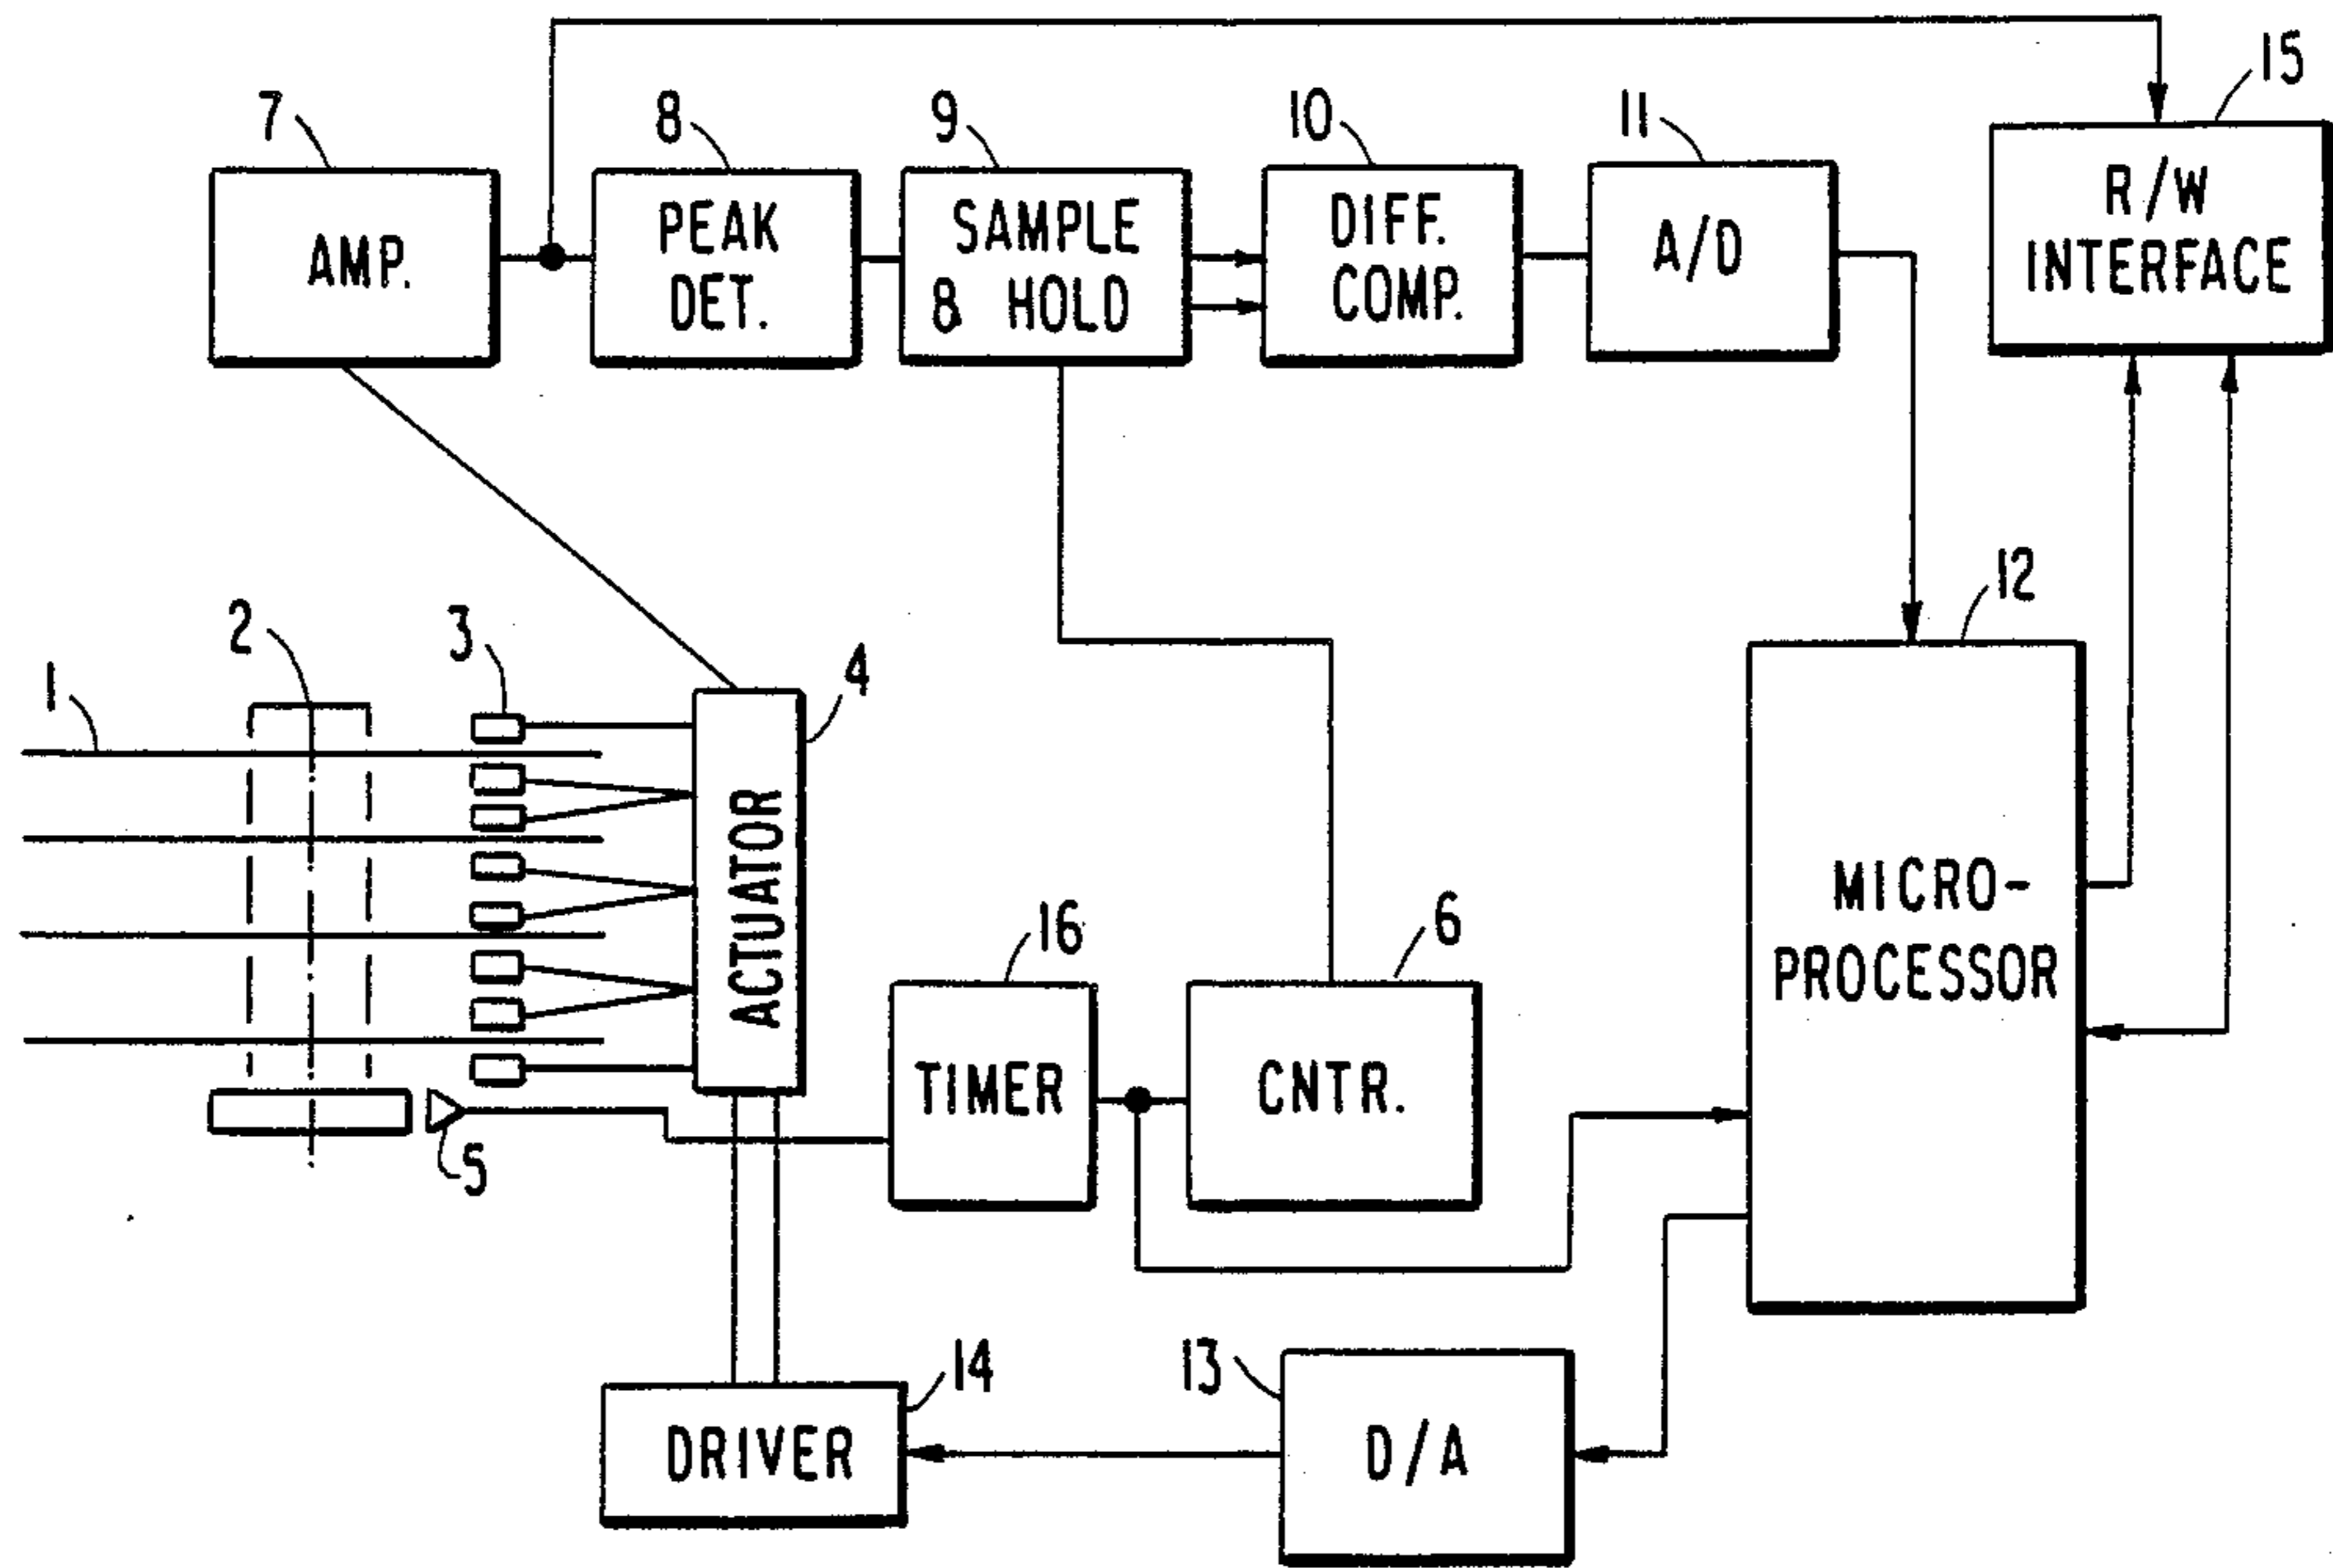 7
8
9
10
11
15
AMP.
PEAK
DET.
SAMPLE
& HOLD
DIFF.
COMP.
A/D
R/W
INTERFACE
1
2
3
4
12
ACTUATOR
16
6
MICRO-
PROCESSOR
TIMER
CNTR.
5
14
13
DRIVER
D/A